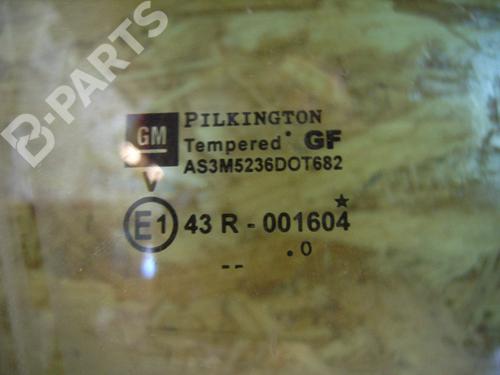 B-PARTS
GM PILKINGTON
Tempered GF
AS3M5236DOT682
V
E1 43 R - 001604
-- .0